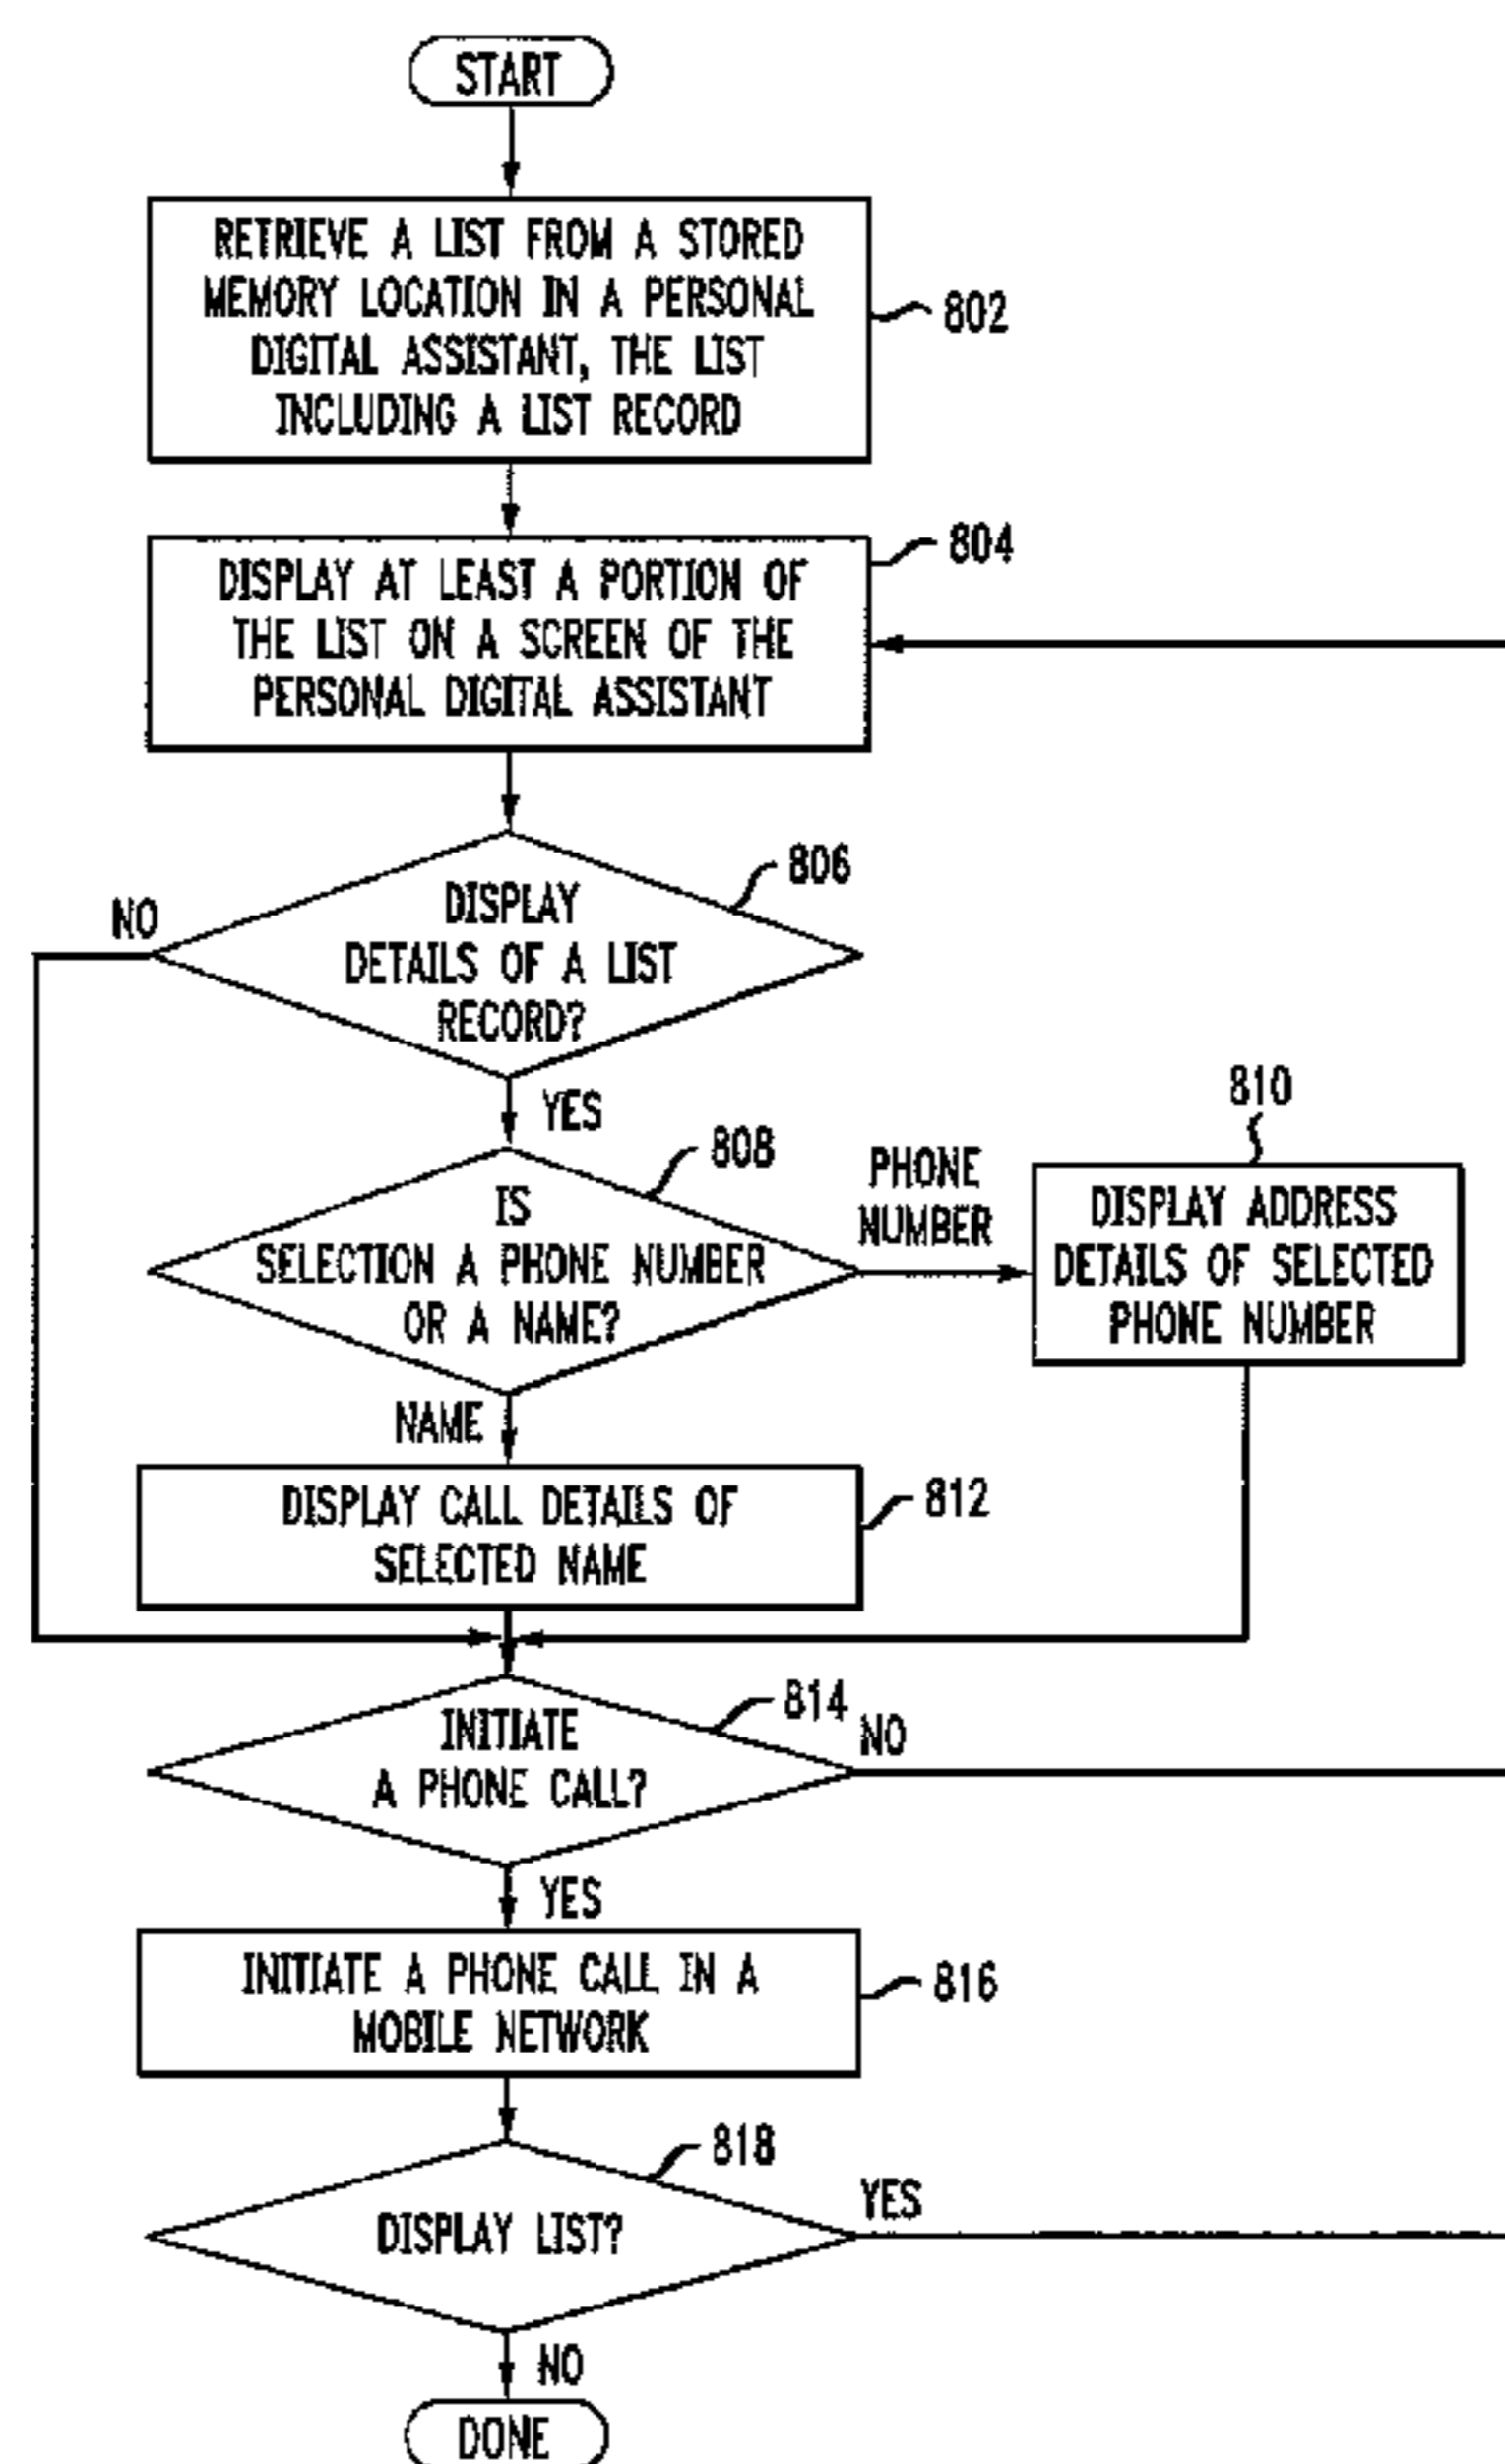 START
RETRIEVE A LIST FROM A STORED
MEMORY LOCATION IN A PERSONAL
DIGITAL ASSISTANT, THE LIST
INCLUDING A LIST RECORD
802
DISPLAY AT LEAST A PORTION OF
THE LIST ON A SCREEN OF THE
PERSONAL DIGITAL ASSISTANT
804
DISPLAY
DETAILS OF A LIST
RECORD?
806
NO
YES
IS
SELECTION A PHONE NUMBER
OR A NAME?
808
PHONE
NUMBER
810
DISPLAY ADDRESS
DETAILS OF SELECTED
PHONE NUMBER
NAME
DISPLAY CALL DETAILS OF
SELECTED NAME
812
INITIATE
A PHONE CALL?
814
NO
YES
INITIATE A PHONE CALL IN A
MOBILE NETWORK
816
DISPLAY LIST?
818
YES
NO
DONE